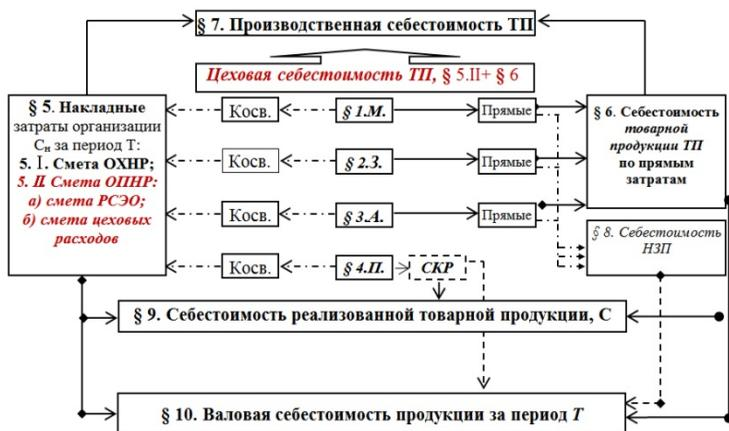 § 7. Производственная себестоимость ТП
Цеховая себестоимость ТП, § 5.II+ § 6
§ 5. Накладные
затраты организации
Сн за период Т:
5. I. Смета ОХНР;
5. II. Смета ОПНР:
а) смета РСЭО;
б) смета цеховых
расходов
Косв.
§ 1.М.
Прямые
Косв.
§ 2.З.
Прямые
Косв.
§ 3.А.
Прямые
Косв.
§ 4.П.
СКР
§ 6. Себестоимость
товарной
продукции ТП
по прямым
затратам
§ 8. Себестоимость
НЗП
§ 9. Себестоимость реализованной товарной продукции, С
§ 10. Валовая себестоимость продукции за период Т